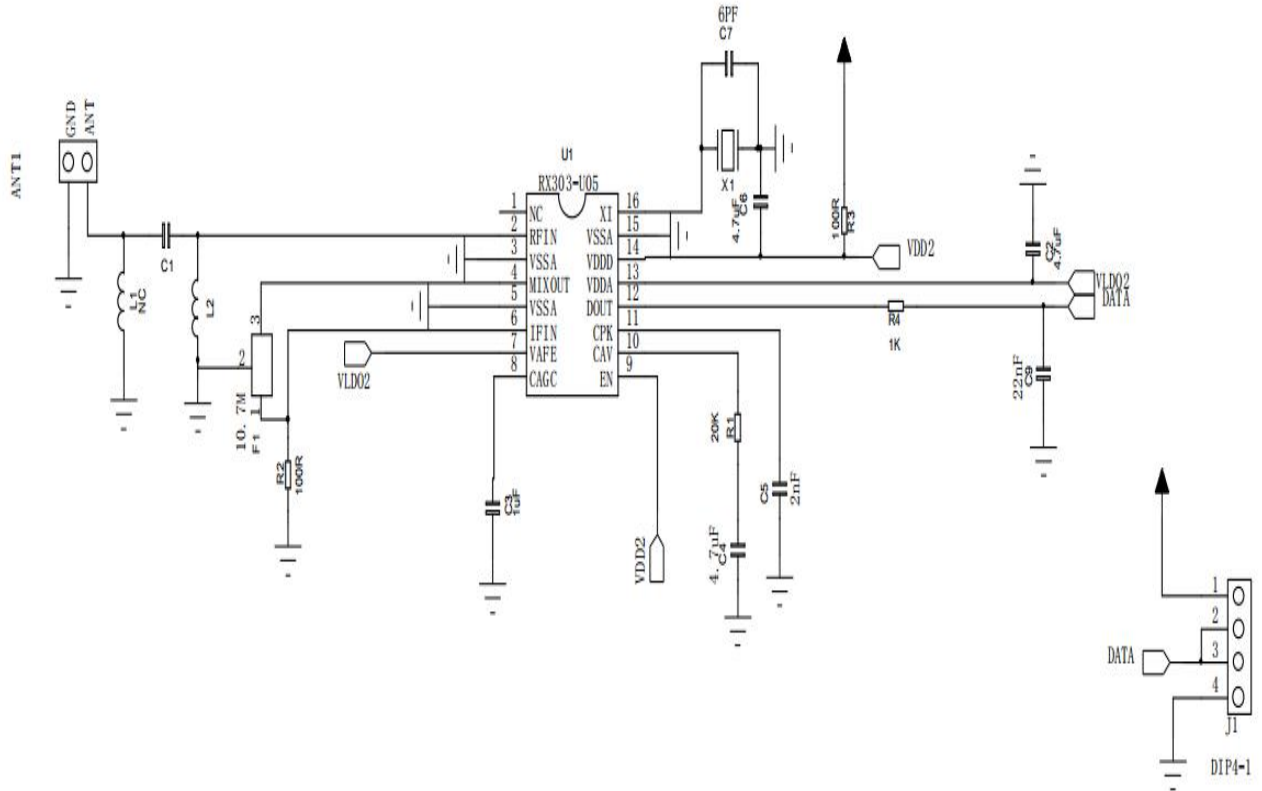 6PF
C7
GND
ANT
ANT1
U1
RX303-U05
X1
4.7uF
C6
100R
R3
VDD2
C2
4.7uF
VLDO2
DATA
1 NC
2 RFIN
3 VSSA
4 MIXOUT
5 VSSA
6 IFIN
7 VAFE
8 CAGC
16 XI
15 VSSA
14 VDDD
13 VDDA
12 DOUT
11 CPK
10 CAV
9 EN
C1
L1
NC
L2
3
2
1
10.7M
F1
R2
100R
VLDO2
C3
1uF
VDD2
20K
R1
4.7uF
C4
C5
2nF
R4
1K
22nF
C9
DATA
1
2
3
4
J1
DIP4-1